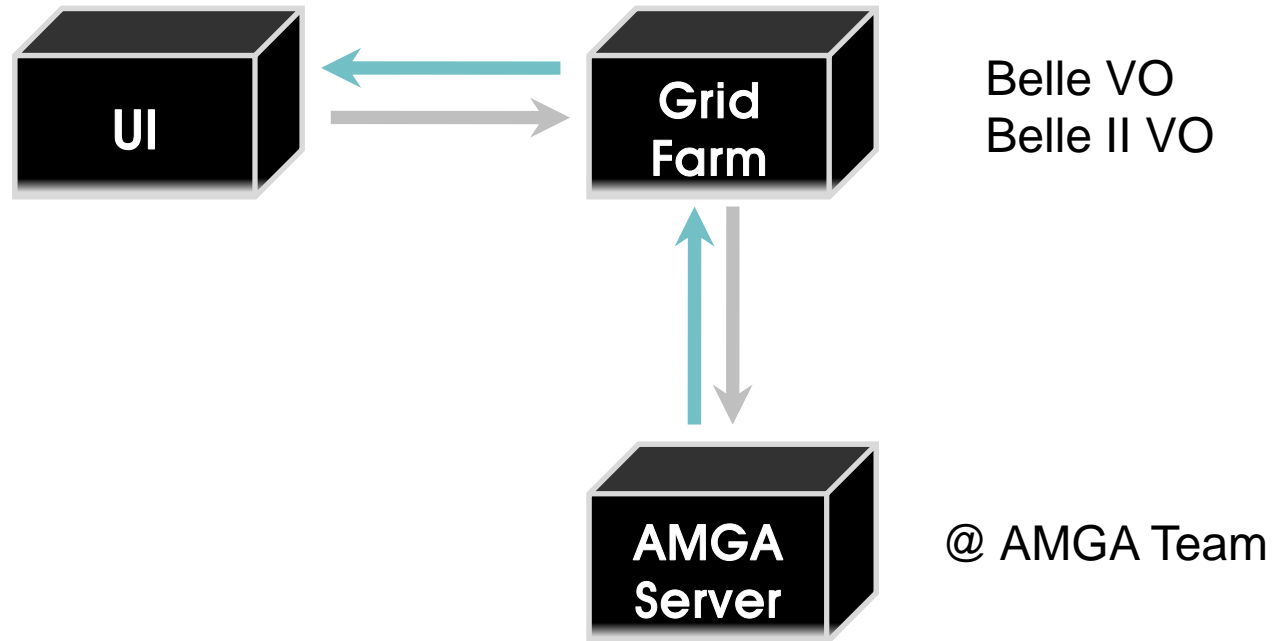 UI
Grid
Farm
Belle VO
Belle II VO
AMGA
Server
@ AMGA Team